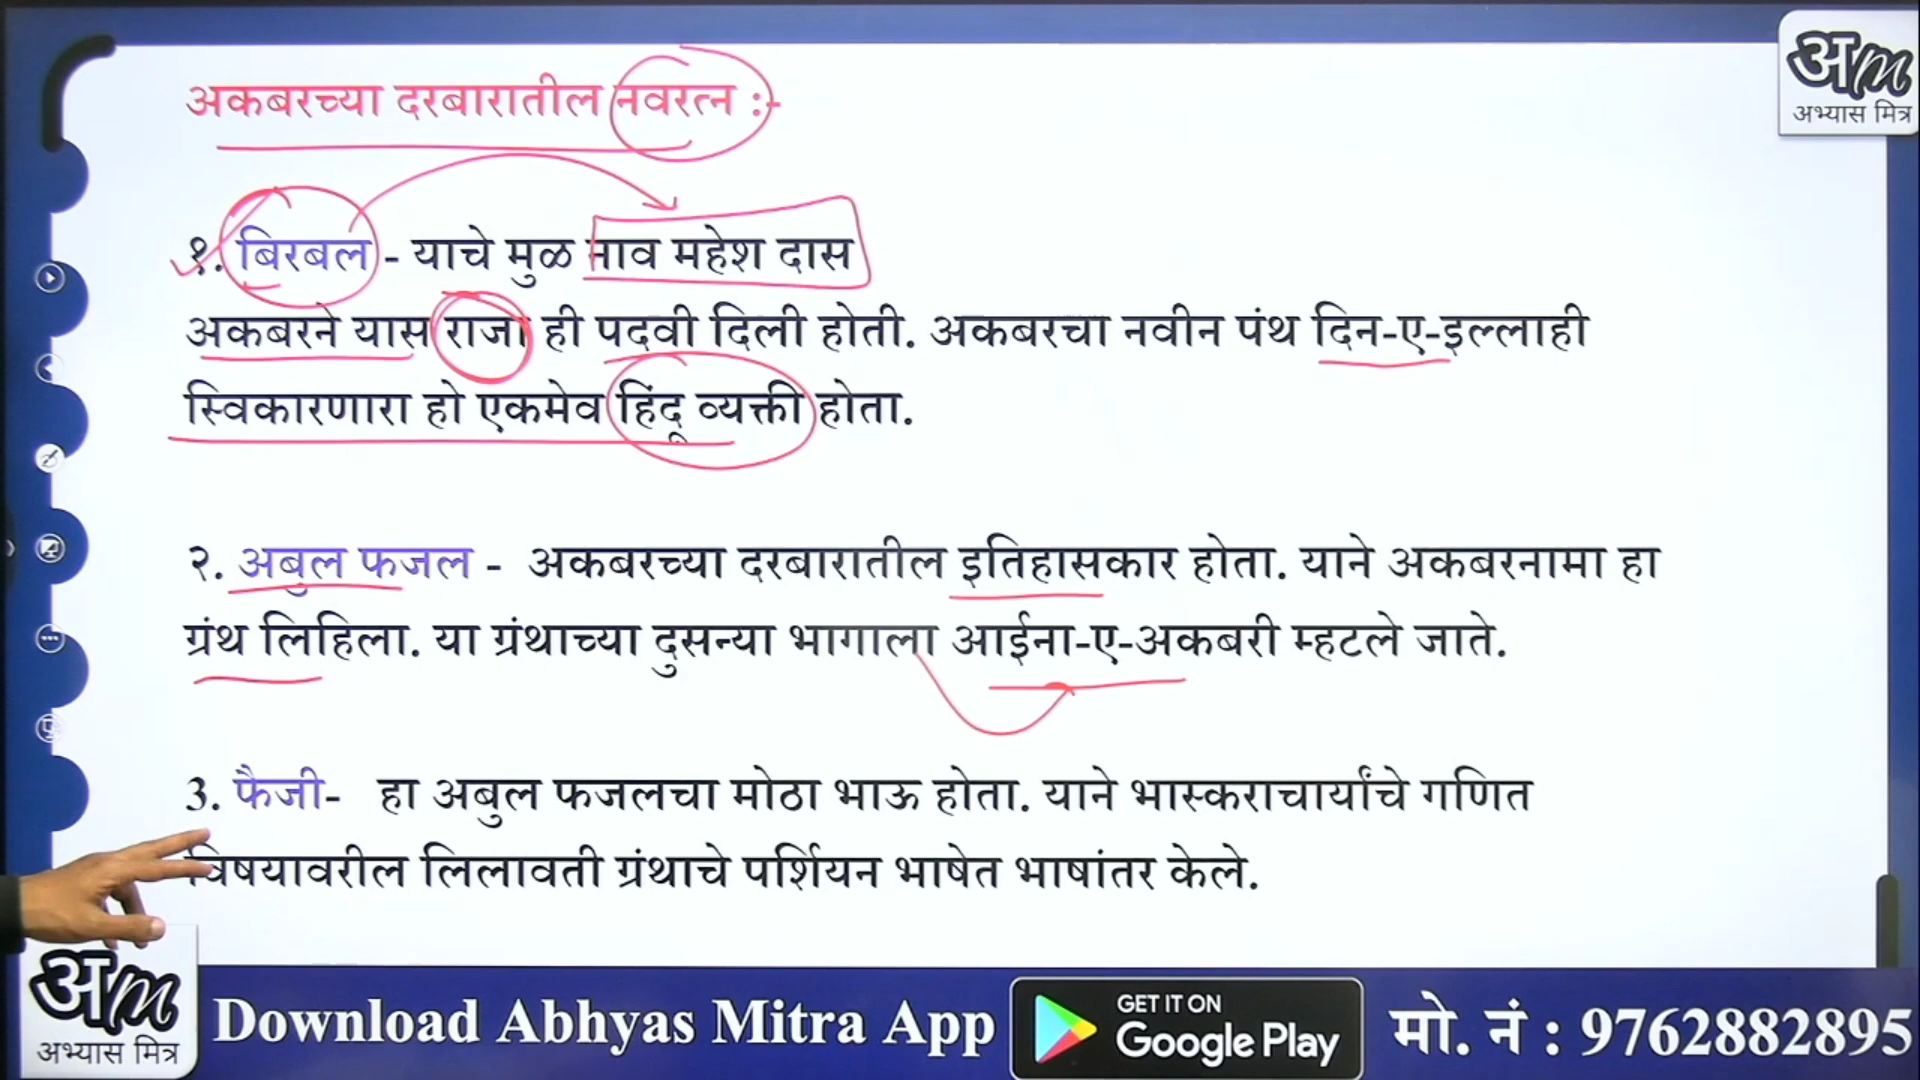 अकबरच्या दरबारातील नवरत्न :-
१. बिरबल - याचे मुळ नाव महेश दास
अकबरने यास राजा ही पदवी दिली होती. अकबरचा नवीन पंथ दिन-ए-इल्लाही
स्विकारणारा हो एकमेव हिंदू व्यक्ती होता.
२. अबुल फजल - अकबरच्या दरबारातील इतिहासकार होता. याने अकबरनामा हा
ग्रंथ लिहिला. या ग्रंथाच्या दुसऱ्या भागाला आईना-ए-अकबरी म्हटले जाते.
3. फैजी- हा अबुल फजलचा मोठा भाऊ होता. याने भास्कराचार्यांचे गणित
विषयावरील लिलावती ग्रंथाचे पर्शियन भाषेत भाषांतर केले.
अm
अभ्यास मित्र
अm
अभ्यास मित्र
Download Abhyas Mitra App
GET IT ON
Google Play
मो. नं : 9762882895